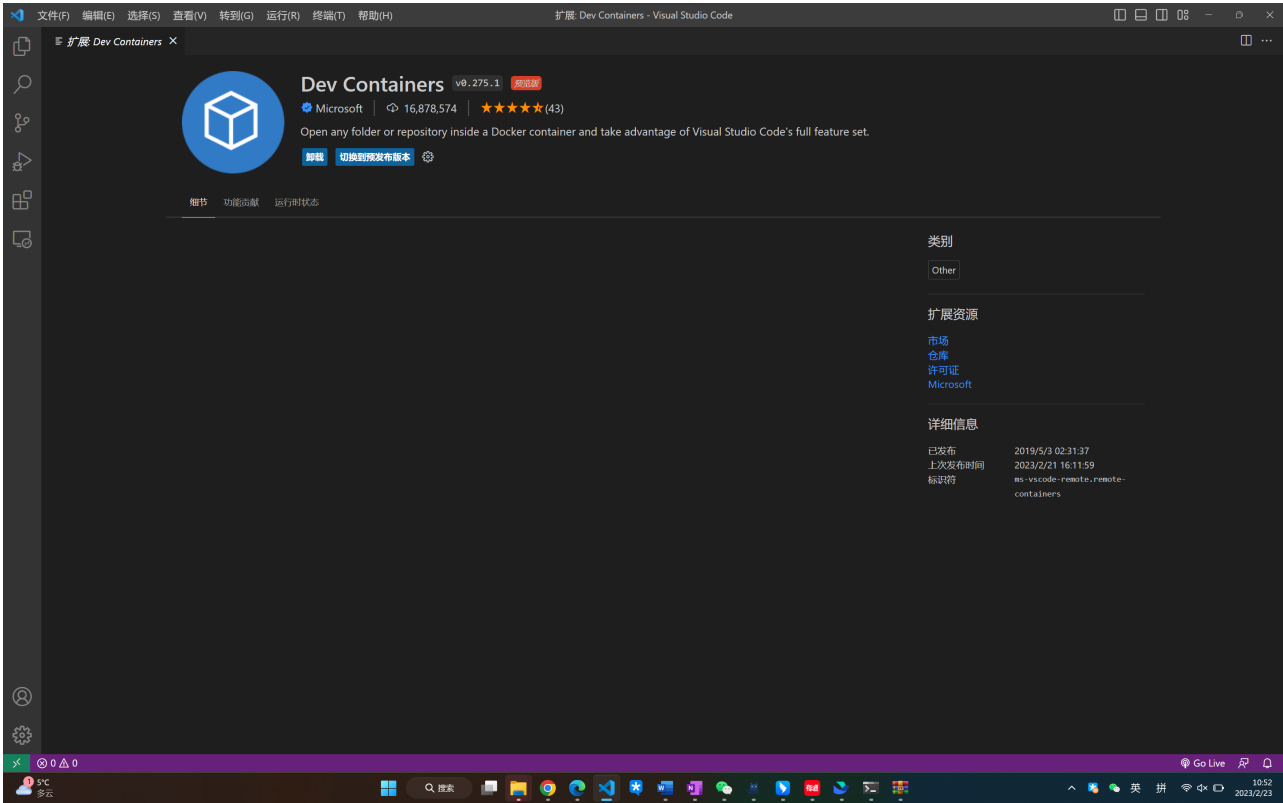 文件(F) 编辑(E) 选择(S) 查看(V) 转到(G) 运行(R) 终端(T) 帮助(H) 扩展: Dev Containers - Visual Studio Code
扩展: Dev Containers
Dev Containers v0.275.1 预览版
Microsoft 16,878,574 (43)
Open any folder or repository inside a Docker container and take advantage of Visual Studio Code's full feature set.
卸载 切换到预发布版本
细节 功能贡献 运行时状态
类别
Other
扩展资源
市场
仓库
许可证
Microsoft
详细信息
已发布 2019/5/3 02:31:37
上次发布时间 2023/2/21 16:11:59
标识符 ms-vscode-remote.remote-
containers
0 0 Go Live
1 5°C
多云
搜索
英 拼
10:52
2023/2/23